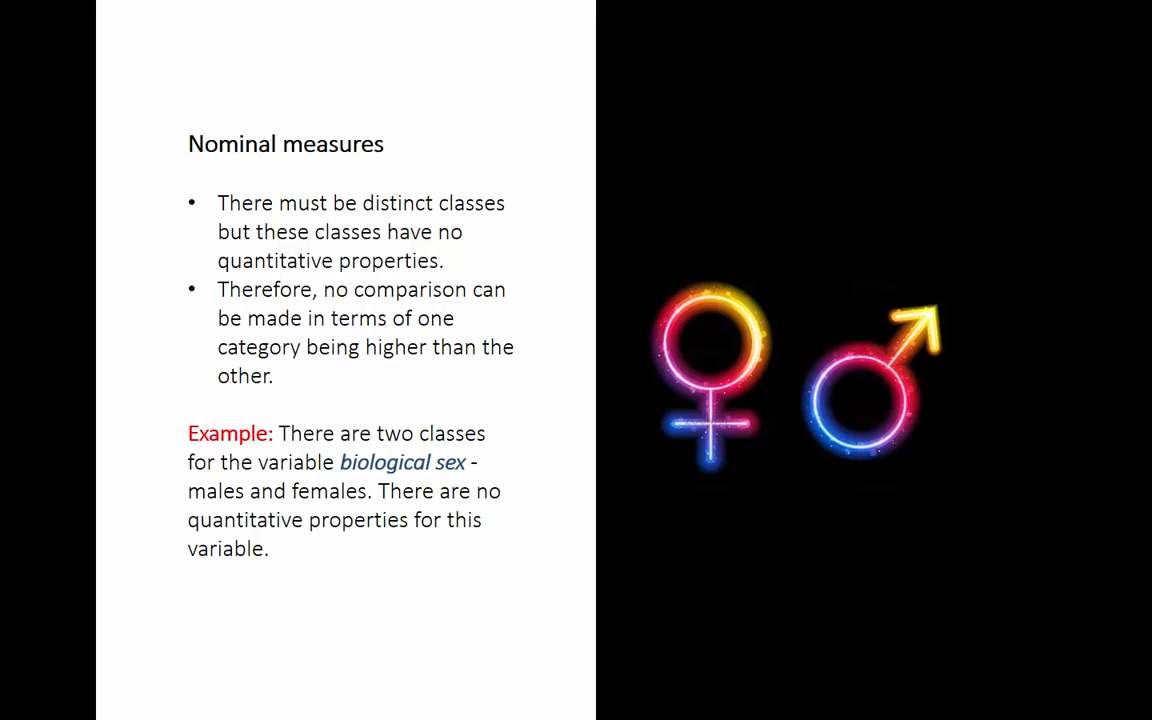 Nominal measures
• There must be distinct classes
but these classes have no
quantitative properties.
• Therefore, no comparison can
be made in terms of one
category being higher than the
other.
Example: There are two classes
for the variable biological sex -
males and females. There are no
quantitative properties for this
variable.